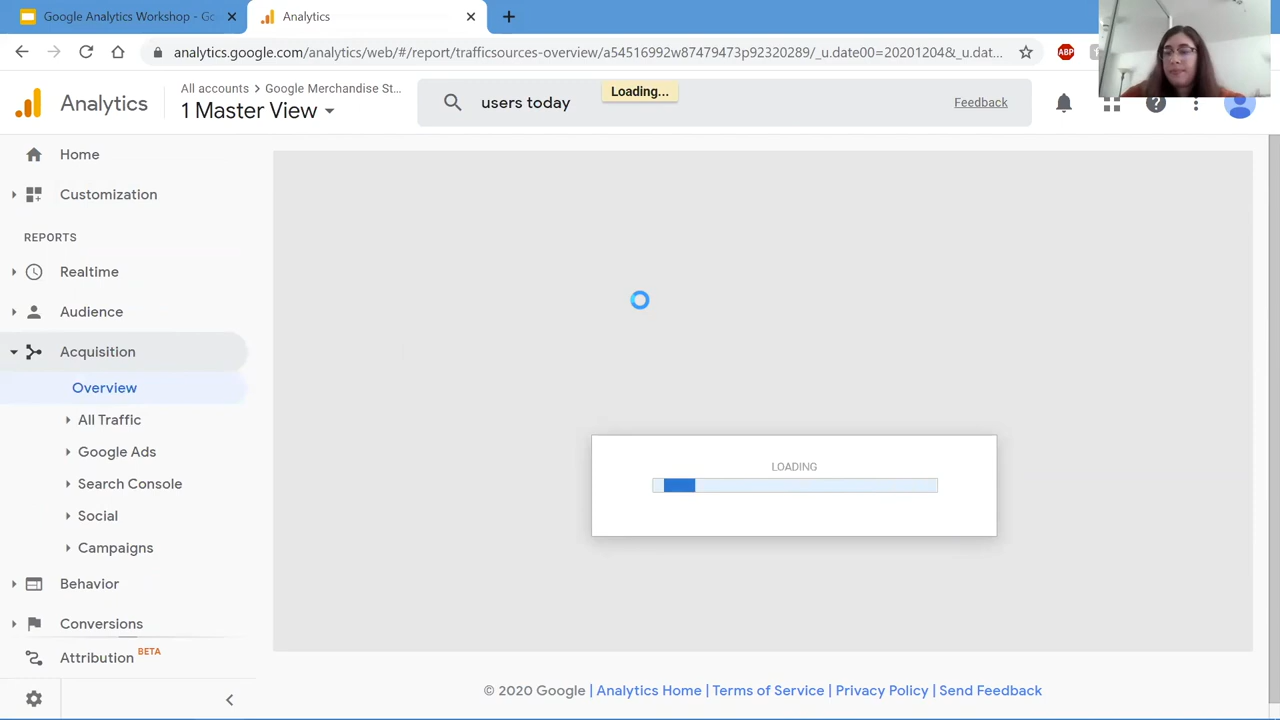 Google Analytics Workshop - Go
Analytics
analytics.google.com/analytics/web/#/report/trafficsources-overview/a54516992w87479473p92320289/_u.date00=20201204&_u.dat...
ABP
Analytics
All accounts > Google Merchandise St...
1 Master View
users today
Loading...
Feedback
Home
Customization
REPORTS
Realtime
Audience
Acquisition
Overview
All Traffic
Google Ads
Search Console
Social
Campaigns
Behavior
Conversions
Attribution BETA
LOADING
© 2020 Google | Analytics Home | Terms of Service | Privacy Policy | Send Feedback